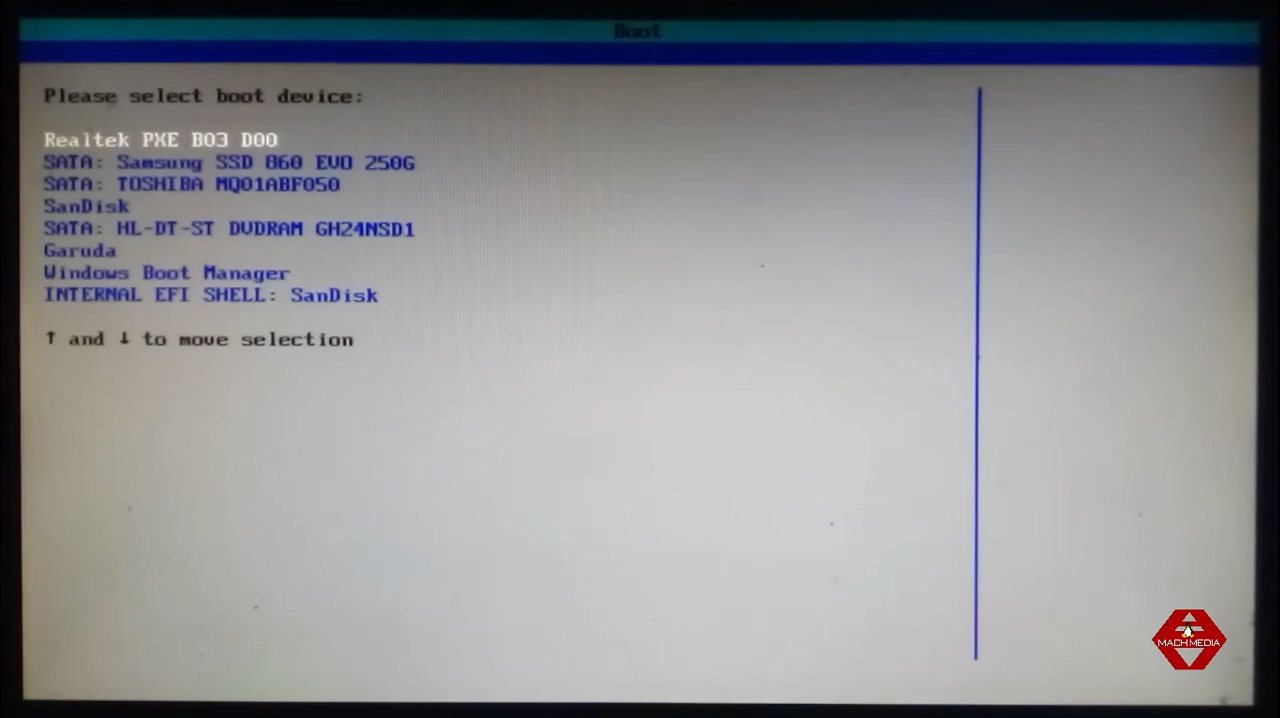 Boot
Please select boot device:
Realtek PXE B03 D00
SATA: Samsung SSD 860 EVO 250G
SATA: TOSHIBA MQ01ABF050
SanDisk
SATA: HL-DT-ST DVDRAM GH24NSD1
Garuda
Windows Boot Manager
INTERNAL EFI SHELL: SanDisk
↑ and ↓ to move selection
MACH MEDIA